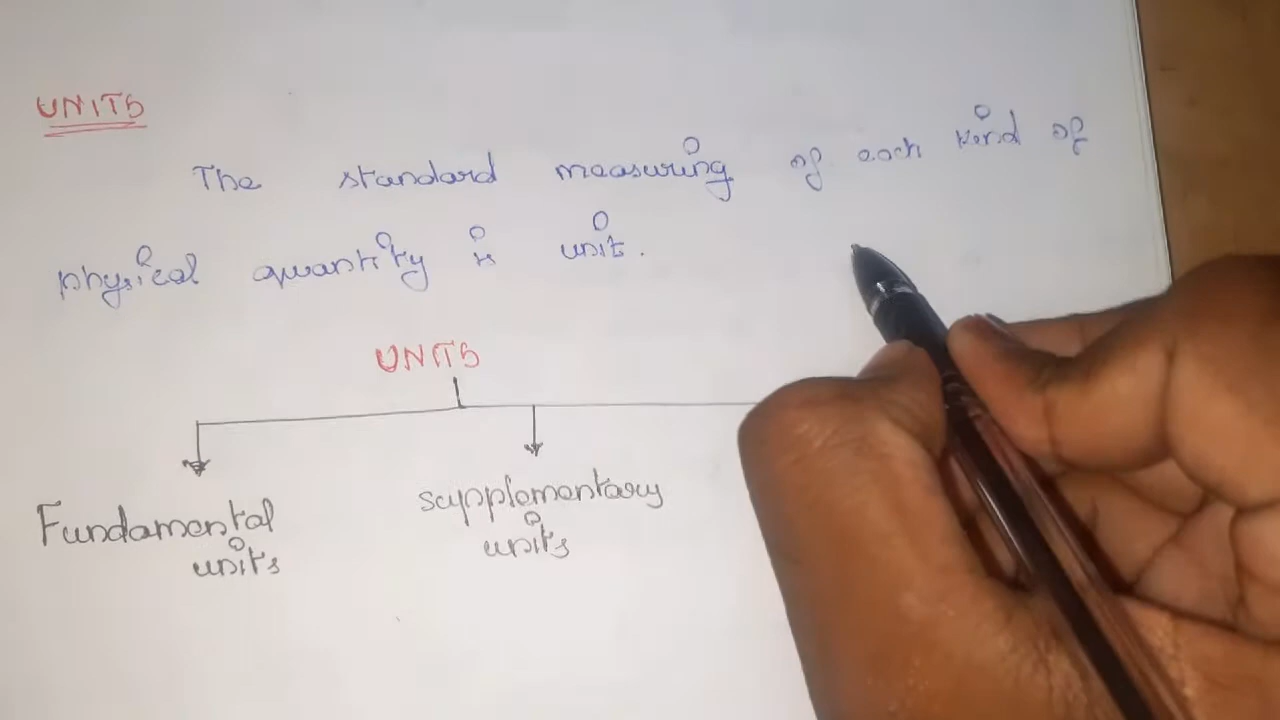 UNITS
The standard measuring of each kind of
physical quantity is unit.
UNITS
Fundamental units
supplementary units